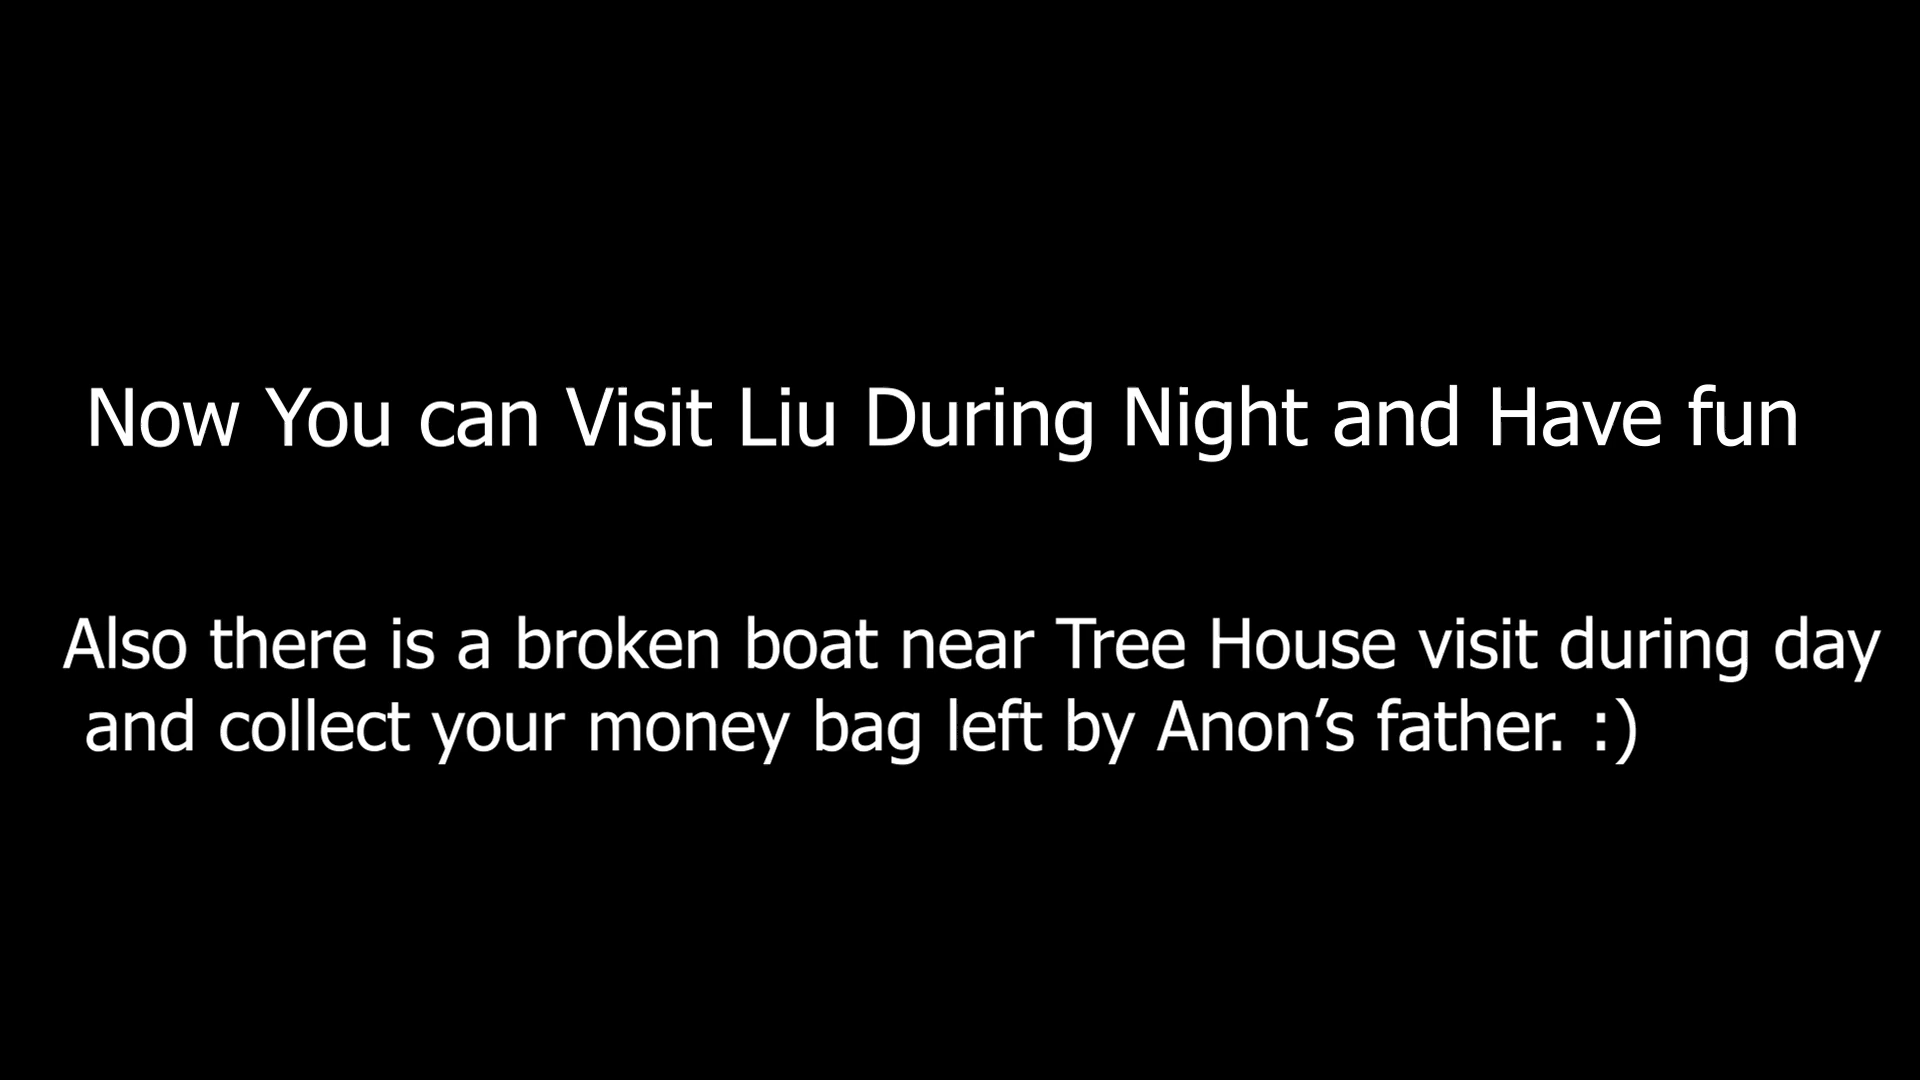 Now You can Visit Liu During Night and Have fun
Also there is a broken boat near Tree House visit during day
and collect your money bag left by Anon’s father. :)